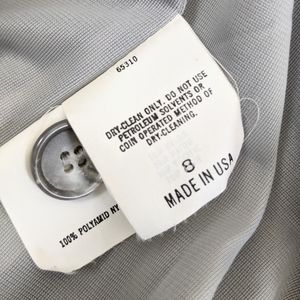 65310
DRY-CLEAN ONLY. DO NOT USE
PETROLEUM SOLVENTS OR
COIN OPERATED METHOD OF
DRY-CLEANING.
8
MADE IN USA
100% POLYAMID NY